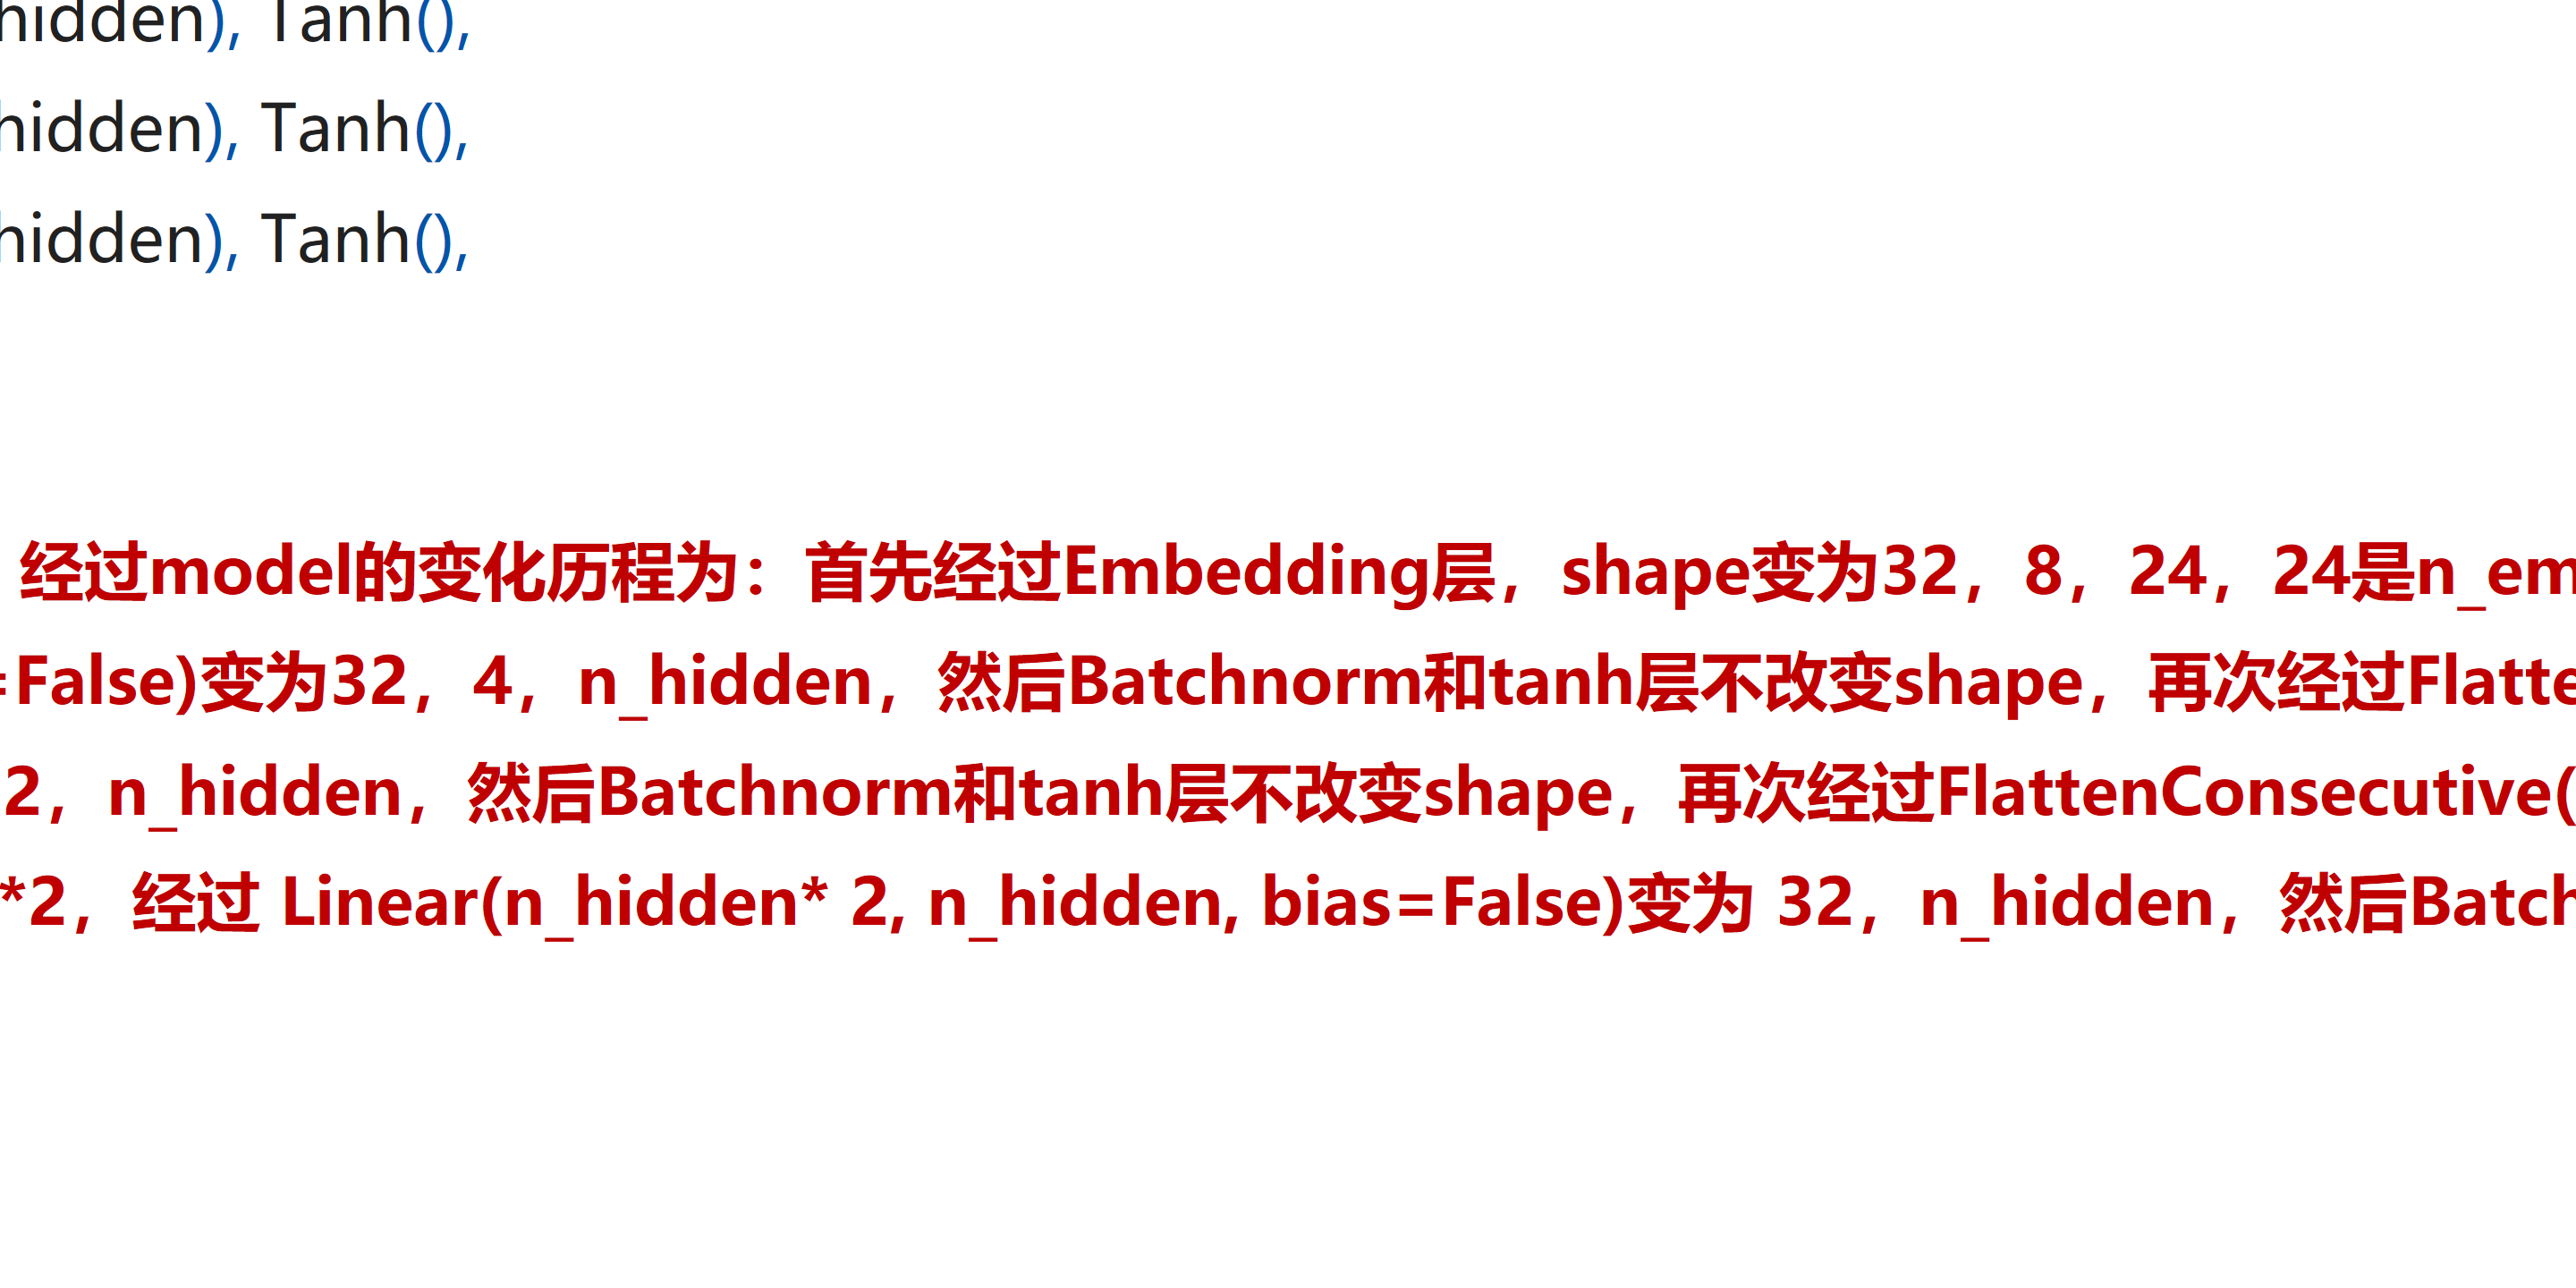 hidden), Tanh(),
hidden), Tanh(),
hidden), Tanh(),
经过model的变化历程为：首先经过Embedding层，shape变为32，8，24，24是n_em
=False)变为32，4，n_hidden，然后Batchnorm和tanh层不改变shape，再次经过Flatte
2，n_hidden，然后Batchnorm和tanh层不改变shape，再次经过FlattenConsecutive(
*2，经过 Linear(n_hidden* 2, n_hidden, bias=False)变为 32，n_hidden，然后Batch